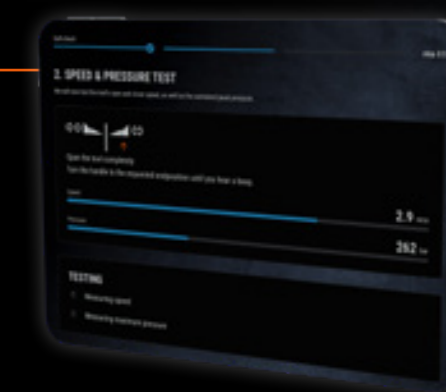 2. SPEED & PRESSURE TEST
Open the tool completely.
Turn the handle to the requested endposition until you hear a beep.
Speed
2.9
Pressure
262
TESTING
Measuring speed
Measuring maximum pressure